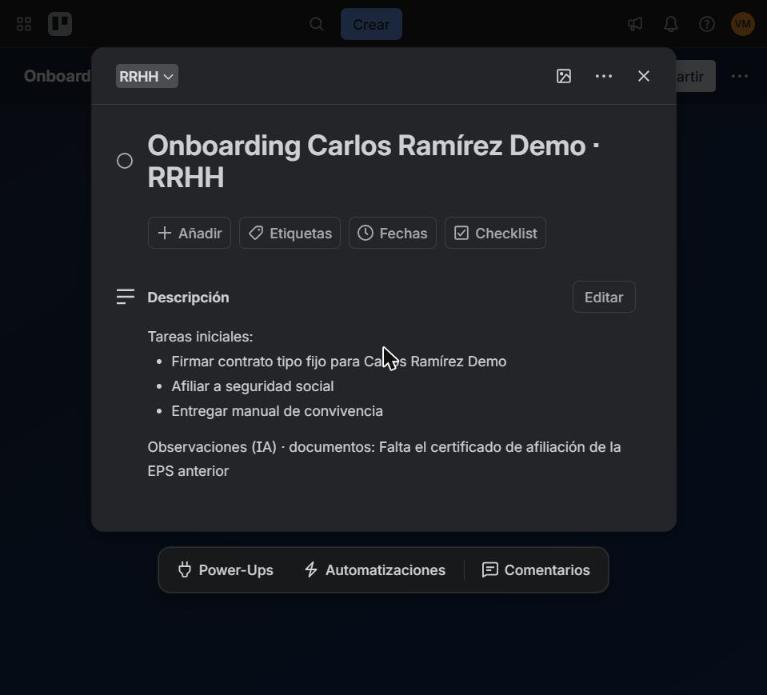 Crear
VM
Onboard
artir
RRHH
Onboarding Carlos Ramírez Demo ·
RRHH
Añadir
Etiquetas
Fechas
Checklist
Descripción
Editar
Tareas iniciales:
• Firmar contrato tipo fijo para Carlos Ramírez Demo
• Afiliar a seguridad social
• Entregar manual de convivencia
Observaciones (IA) · documentos: Falta el certificado de afiliación de la
EPS anterior
Power-Ups
Automatizaciones
Comentarios